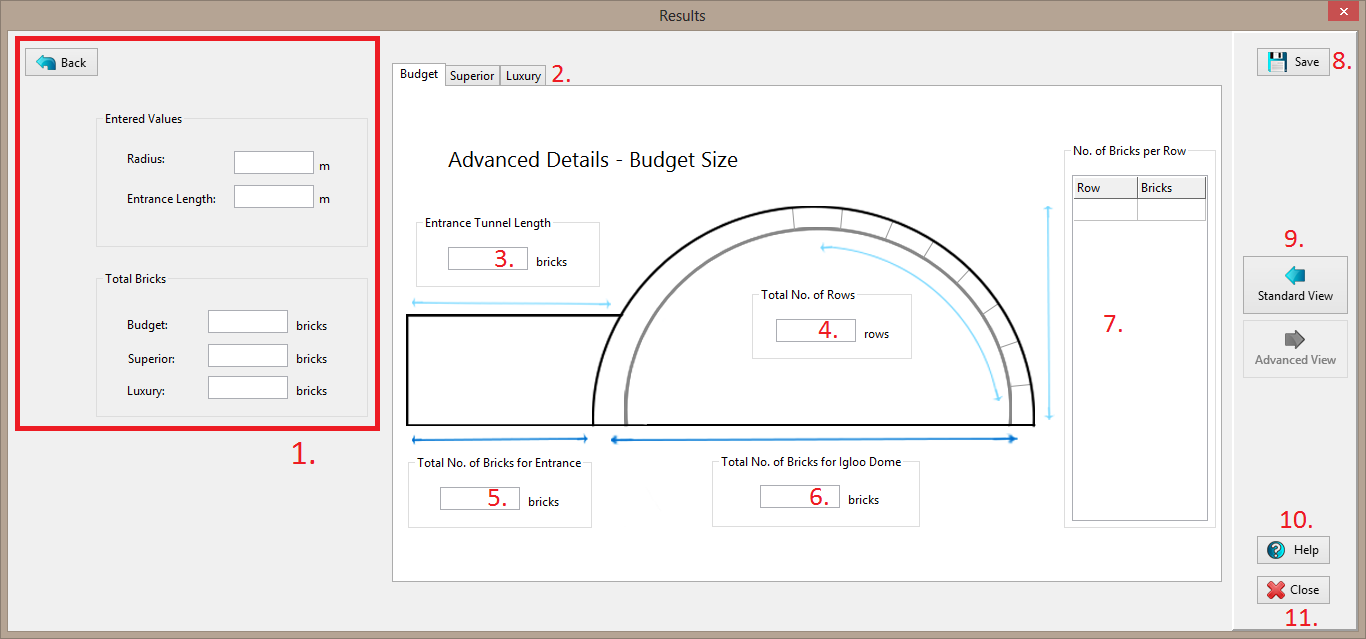 Results
Back
Entered Values
Radius: m
Entrance Length: m
Total Bricks
Budget: bricks
Superior: bricks
Luxury: bricks
1.
Budget Superior Luxury 2.
Advanced Details - Budget Size
Entrance Tunnel Length
3. bricks
Total No. of Rows
4. rows
Total No. of Bricks for Entrance
5. bricks
Total No. of Bricks for Igloo Dome
6. bricks
No. of Bricks per Row
Row Bricks
7.
Save 8.
9.
Standard View
Advanced View
10.
Help
Close
11.